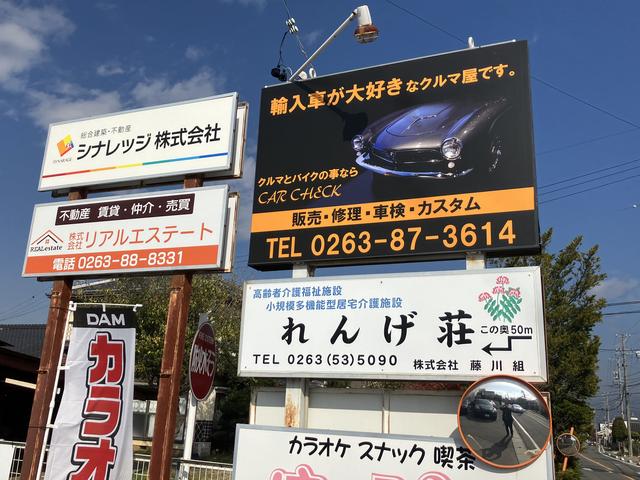 総合建築・不動産
シナレッジ 株式会社
SYNAREGE
不動産 賃貸・仲介・売買
REAL estate
株式会社 リアルエステート
電話 0263-88-8331
DAM
カラオ
輸入車が大好きなクルマ屋です。
クルマとバイクの事なら
CAR CHECK
販売・修理・車検・カスタム
TEL 0263-87-3614
高齢者介護福祉施設
小規模多機能型居宅介護施設
れんげ荘
この奥50m
TEL 0263(53)5090
株式会社 藤川組
カラオケ スナック 喫茶